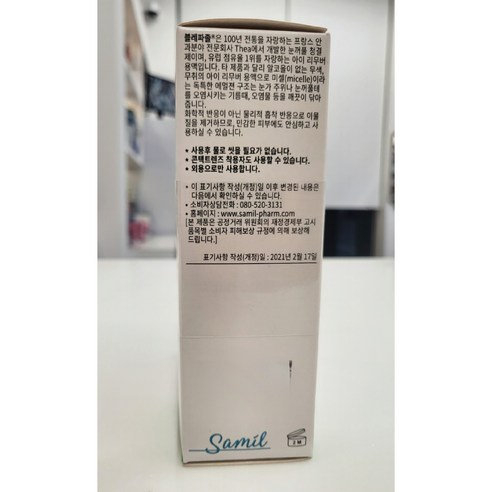 블레파졸®은 100년 전통을 자랑하는 프랑스 안
과분야 전문회사 Thea에서 개발한 눈꺼풀 청결
제이며, 유럽 점유율 1위를 자랑하는 아이 리무버
용액입니다. 타 제품과 달리 알코올이 없는 무색,
무취의 아이 리무버 용액으로 미셀(micelle)이라
는 독특한 에멀젼 구조는 눈가 주위나 눈꺼풀테
를 오염시키는 기름때, 오염물 등을 깨끗이 닦아
줍니다.
화학적 반응이 아닌 물리적 흡착 반응으로 이물
질을 제거하므로, 민감한 피부에도 안심하고 사
용하실 수 있습니다.
• 사용후 물로 씻을 필요가 없습니다.
• 콘택트렌즈 착용자도 사용할 수 있습니다.
• 외용으로만 사용합니다.
• 이 표기사항 작성(개정)일 이후 변경된 내용은
다음에서 확인하실 수 있습니다.
• 소비자상담전화 : 080-520-3131
• 홈페이지 : www.samil-pharm.com
[본 제품은 공정거래 위원회의 재정경제부 고시
품목별 소비자 피해보상 규정에 의해 보상해
드립니다.]
표기사항 작성(개정)일 : 2021년 2월 17일
Samil
2 M